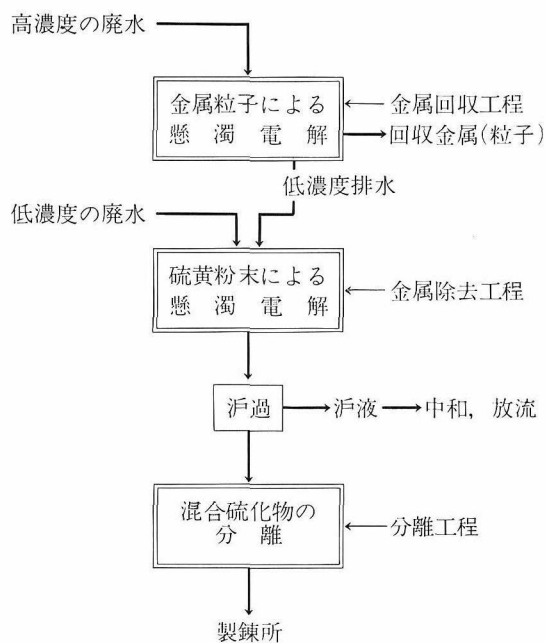 高濃度の廃水
金属粒子による
懸濁電解
金属回収工程
回収金属(粒子)
低濃度排水
低濃度の廃水
硫黄粉末による
懸濁電解
金属除去工程
沪過
沪液
中和，放流
混合硫化物の
分離
分離工程
製錬所